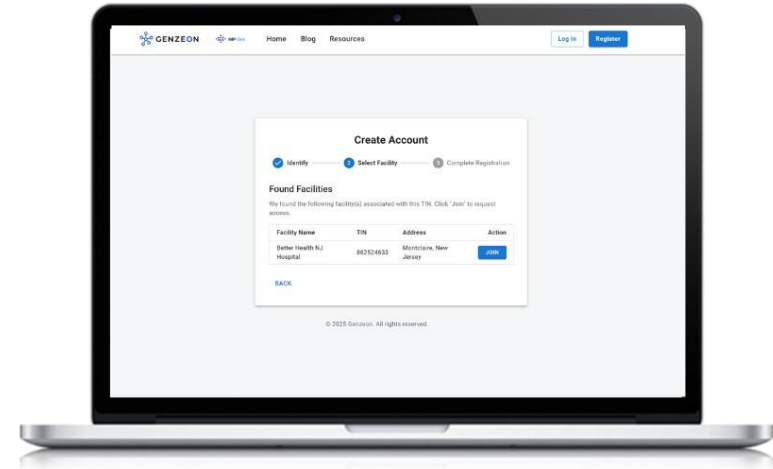 GENZEON
Home Blog Resources
Log In Register
Create Account
Identify 2 Select Facility 3 Complete Registration
Found Facilities
We found the following facility(s) associated with this TIN. Click "Join" to request
access.
Facility Name TIN Address Action
Better Health NJ
Hospital
862524633
Montclaire, New
Jersey
JOIN
BACK
© 2025 Genzeon. All rights reserved.